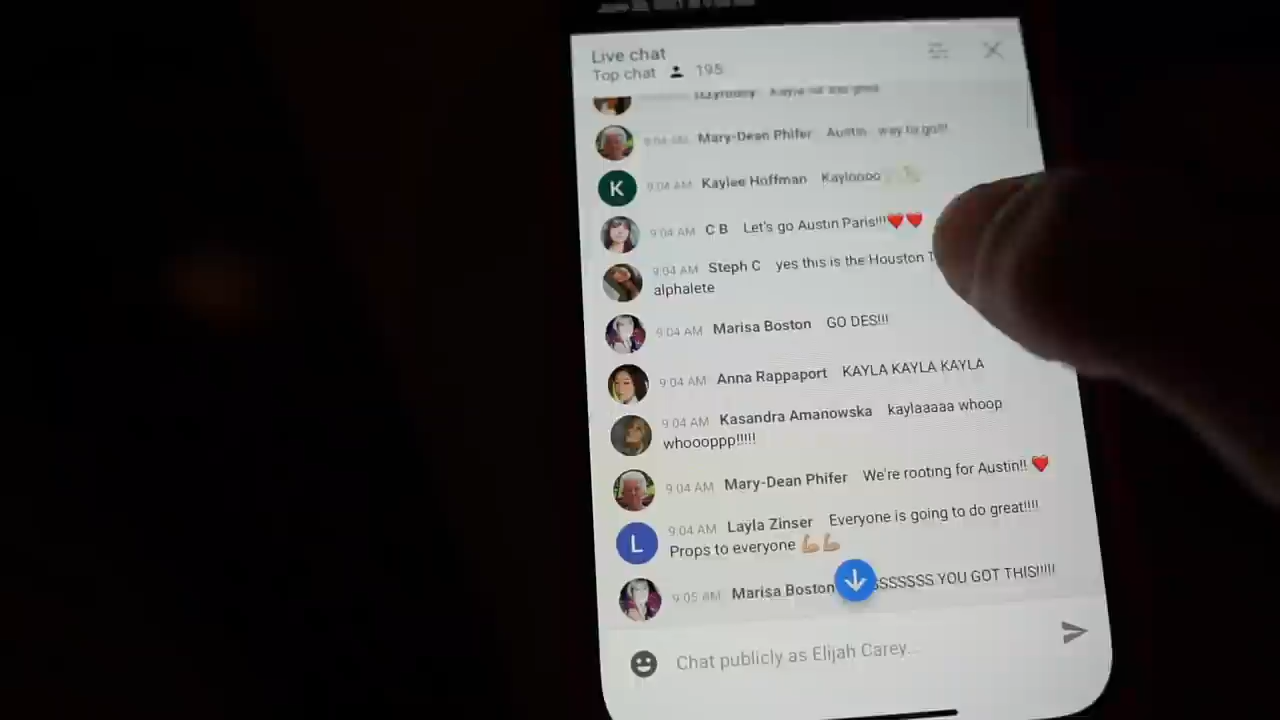 Live chat
Top chat 195
9:04 AM Mary-Dean Phifer Austin way to go!!!
9:04 AM Kaylee Hoffman Kayloooo
9:04 AM C B Let's go Austin Paris!!!❤️❤️
9:04 AM Steph C yes this is the Houston
alphalete
9:04 AM Marisa Boston GO DES!!!
9:04 AM Anna Rappaport KAYLA KAYLA KAYLA
9:04 AM Kasandra Amanowska kaylaaaaa whoop
whoooppp!!!!!
9:04 AM Mary-Dean Phifer We're rooting for Austin!! ❤️
9:04 AM Layla Zinser Everyone is going to do great!!!!
Props to everyone 💪🏼💪🏼
9:05 AM Marisa Boston YOU GOT THIS!!!!!
Chat publicly as Elijah Carey...
K
L